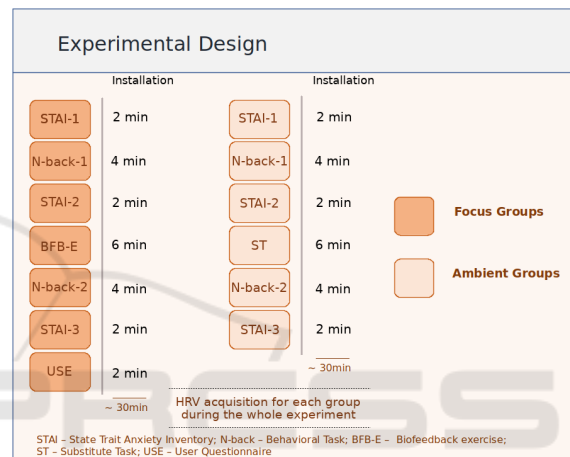 Experimental Design
Installation
Installation
STAI-1 2 min
N-back-1 4 min
STAI-2 2 min
BFB-E 6 min
N-back-2 4 min
STAI-3 2 min
USE 2 min
~ 30min
STAI-1 2 min
N-back-1 4 min
STAI-2 2 min
ST 6 min
N-back-2 4 min
STAI-3 2 min
~ 30min
Focus Groups
Ambient Groups
HRV acquisition for each group
during the whole experiment
STAI – State Trait Anxiety Inventory; N-back – Behavioral Task; BFB-E – Biofeedback exercise;
ST – Substitute Task; USE – User Questionnaire
PRESS